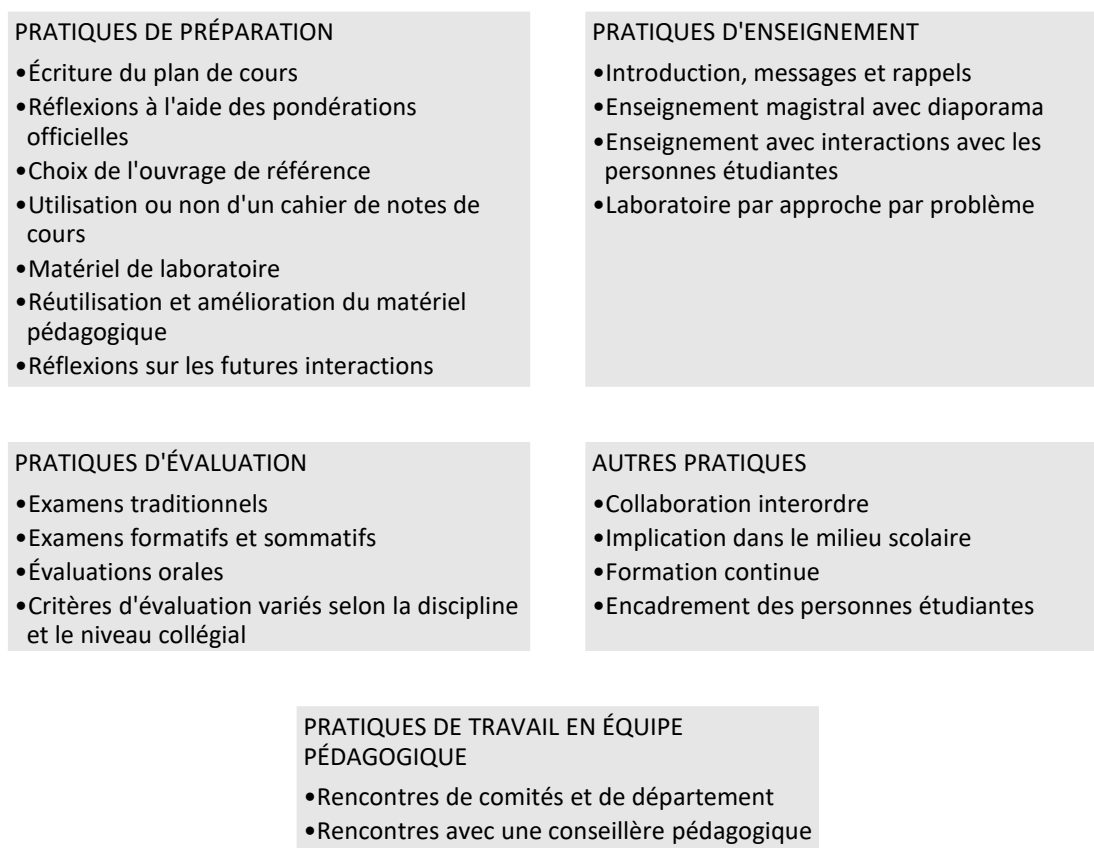 PRATIQUES DE PRÉPARATION
•Écriture du plan de cours
•Réflexions à l'aide des pondérations
officielles
•Choix de l'ouvrage de référence
•Utilisation ou non d'un cahier de notes de
cours
•Matériel de laboratoire
•Réutilisation et amélioration du matériel
pédagogique
•Réflexions sur les futures interactions
PRATIQUES D'ENSEIGNEMENT
•Introduction, messages et rappels
•Enseignement magistral avec diaporama
•Enseignement avec interactions avec les
personnes étudiantes
•Laboratoire par approche par problème
PRATIQUES D'ÉVALUATION
•Examens traditionnels
•Examens formatifs et sommatifs
•Évaluations orales
•Critères d'évaluation variés selon la discipline
et le niveau collégial
AUTRES PRATIQUES
•Collaboration interordre
•Implication dans le milieu scolaire
•Formation continue
•Encadrement des personnes étudiantes
PRATIQUES DE TRAVAIL EN ÉQUIPE
PÉDAGOGIQUE
•Rencontres de comités et de département
•Rencontres avec une conseillère pédagogique